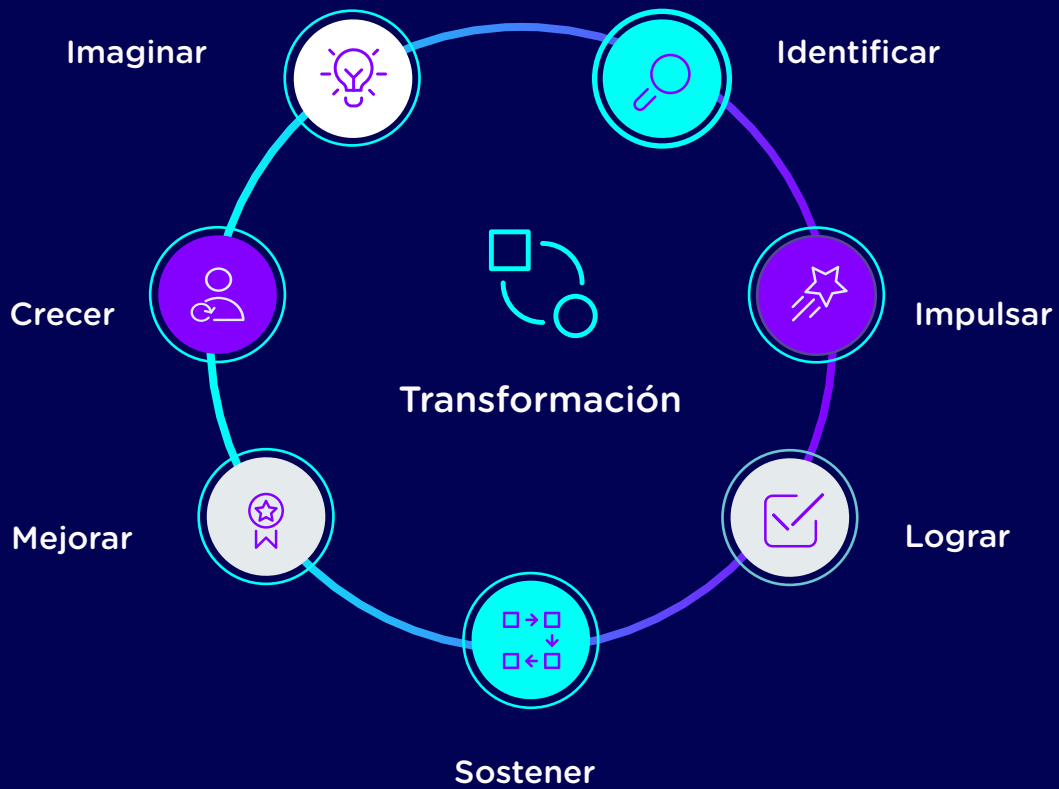 Imaginar
Identificar
Crecer
Impulsar
Transformación
Mejorar
Lograr
Sostener